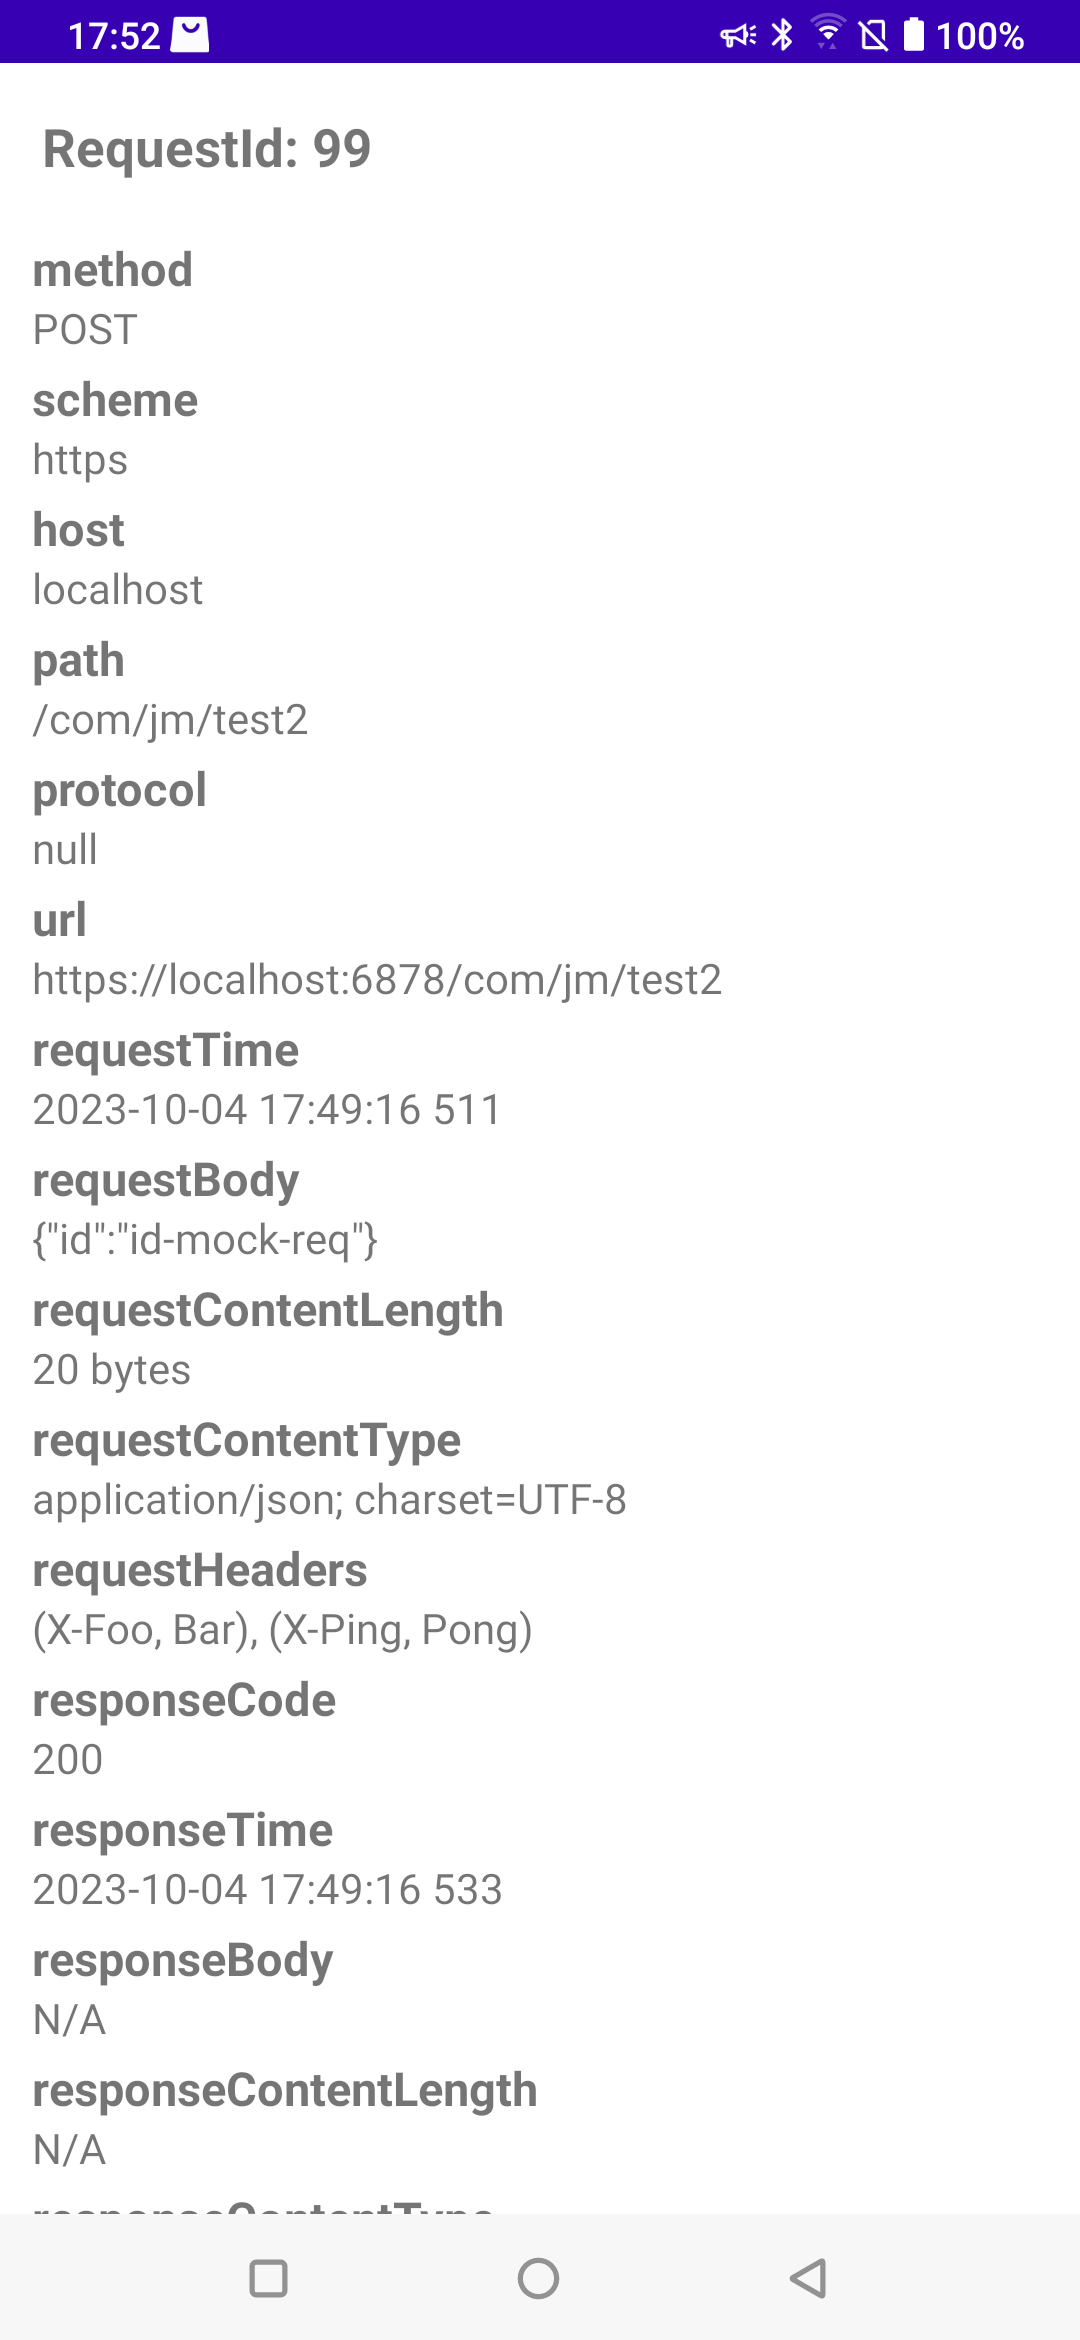 17:52
100%
RequestId: 99
method
POST
scheme
https
host
localhost
path
/com/jm/test2
protocol
null
url
https://localhost:6878/com/jm/test2
requestTime
2023-10-04 17:49:16 511
requestBody
{"id":"id-mock-req"}
requestContentLength
20 bytes
requestContentType
application/json; charset=UTF-8
requestHeaders
(X-Foo, Bar), (X-Ping, Pong)
responseCode
200
responseTime
2023-10-04 17:49:16 533
responseBody
N/A
responseContentLength
N/A
responseContentType